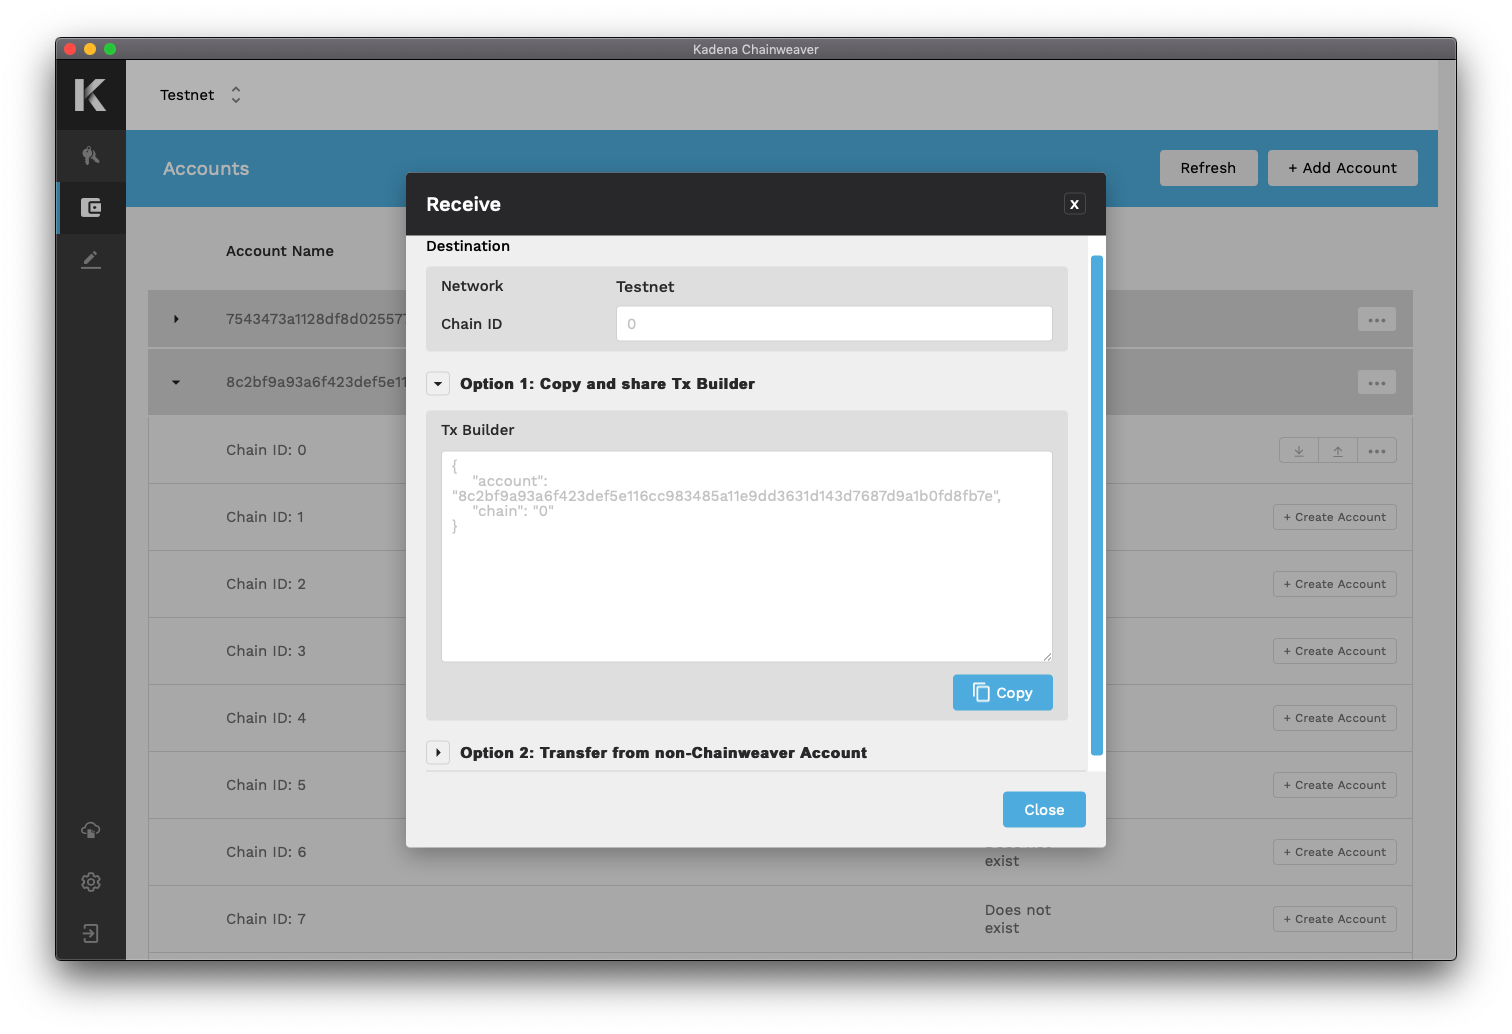 Kadena Chainweaver
K
Testnet
Accounts
Refresh
+ Add Account
Account Name
7543473a1128df8d02557
8c2bf9a93a6f423def5e11
Chain ID: 0
Chain ID: 1
+ Create Account
Chain ID: 2
+ Create Account
Chain ID: 3
+ Create Account
Chain ID: 4
+ Create Account
Chain ID: 5
+ Create Account
Chain ID: 6
exist
+ Create Account
Chain ID: 7
Does not
exist
+ Create Account
Receive
x
Destination
Network
Testnet
Chain ID
0
Option 1: Copy and share Tx Builder
Tx Builder
{
"account":
"8c2bf9a93a6f423def5e116cc983485a11e9dd3631d143d7687d9a1b0fd8fb7e",
"chain": "0"
}
Copy
Option 2: Transfer from non-Chainweaver Account
Close